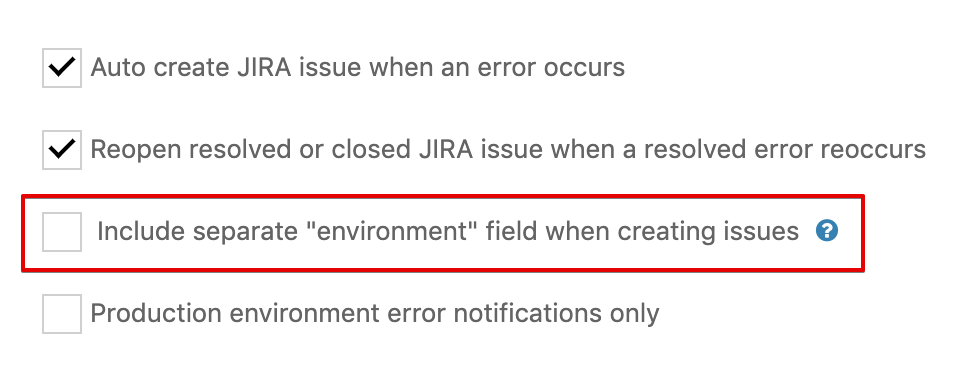 Auto create JIRA issue when an error occurs
Reopen resolved or closed JIRA issue when a resolved error reoccurs
Include separate "environment" field when creating issues ?
Production environment error notifications only